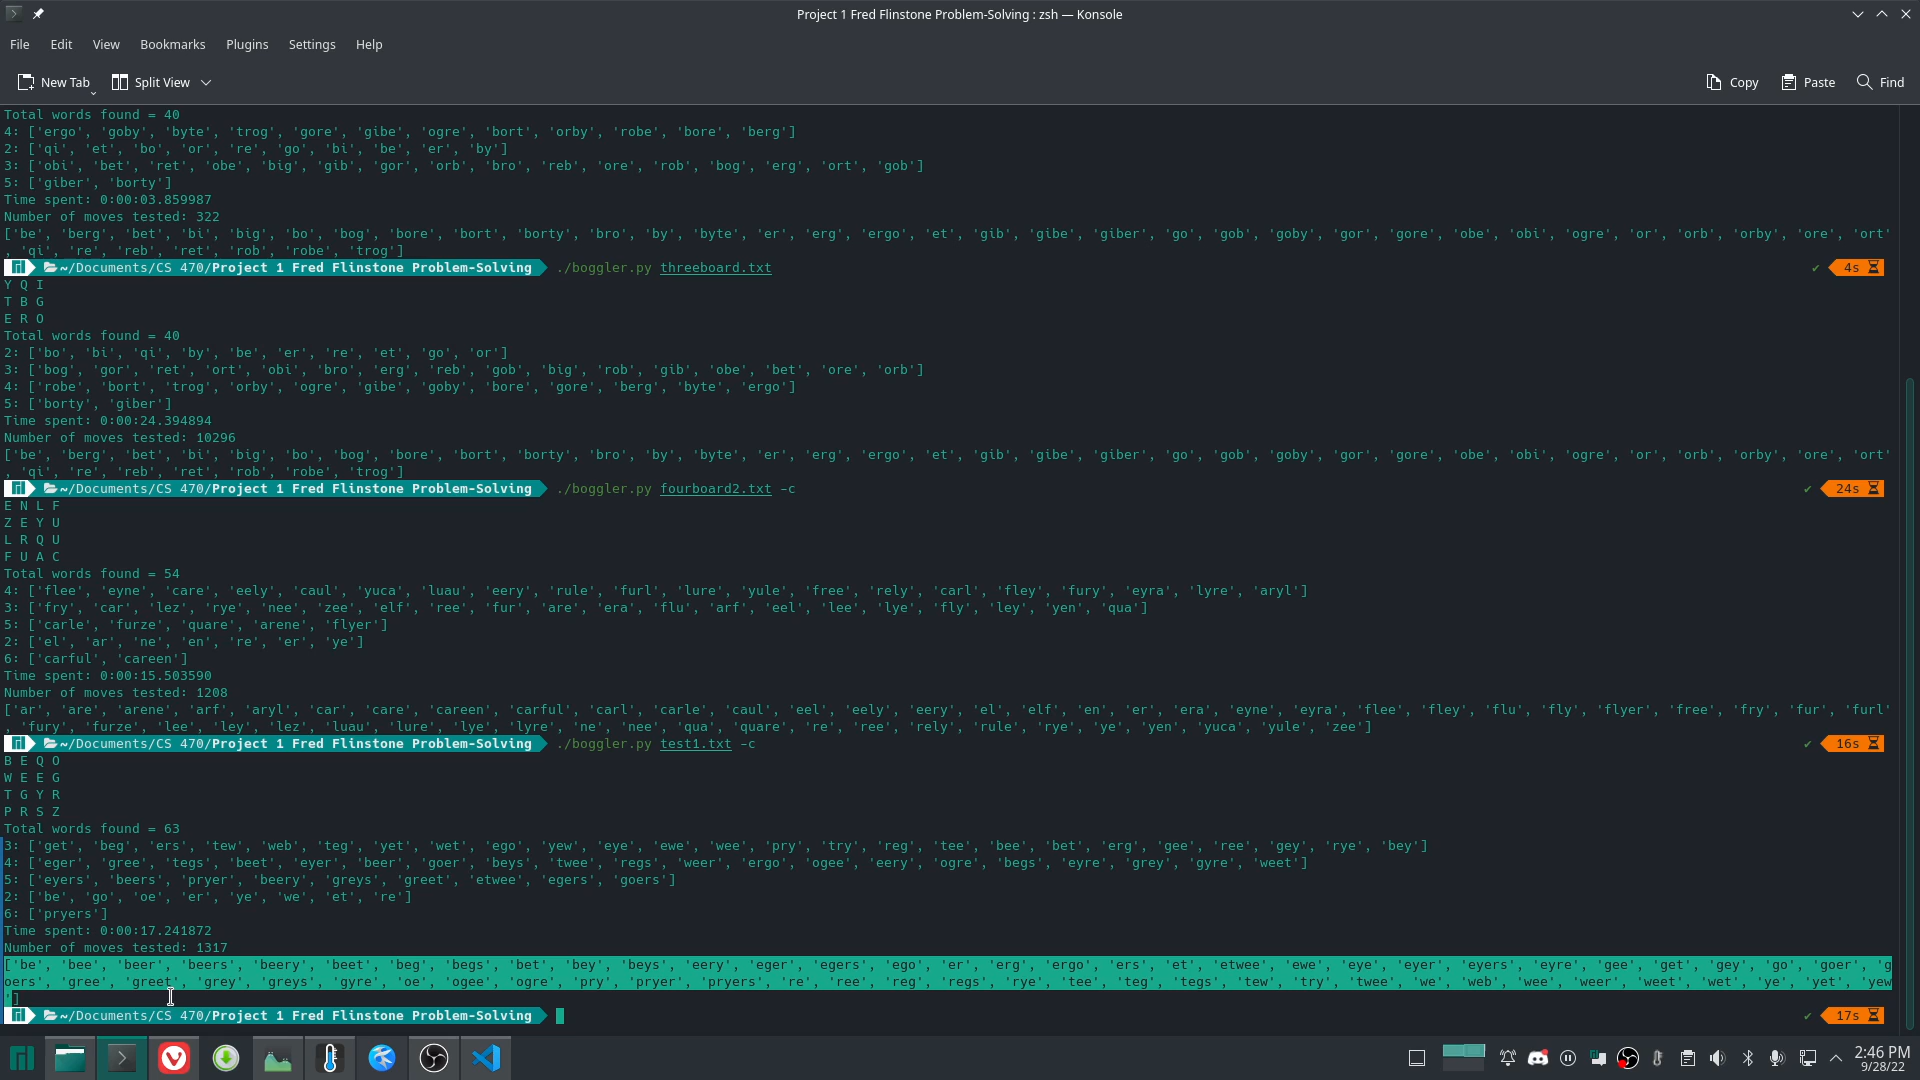 Project 1 Fred Flinstone Problem-Solving : zsh — Konsole
File Edit View Bookmarks Plugins Settings Help
New Tab Split View Copy Paste Find
Total words found = 40
4: ['ergo', 'goby', 'byte', 'trog', 'gore', 'gibe', 'ogre', 'bort', 'orby', 'robe', 'bore', 'berg']
2: ['qi', 'et', 'bo', 'or', 're', 'go', 'bi', 'be', 'er', 'by']
3: ['obi', 'bet', 'ret', 'obe', 'big', 'gib', 'gor', 'orb', 'bro', 'reb', 'ore', 'rob', 'bog', 'erg', 'ort', 'gob']
5: ['giber', 'borty']
Time spent: 0:00:03.859987
Number of moves tested: 322
['be', 'berg', 'bet', 'bi', 'big', 'bo', 'bog', 'bore', 'bort', 'borty', 'bro', 'by', 'byte', 'er', 'erg', 'ergo', 'et', 'gib', 'gibe', 'giber', 'go', 'gob', 'goby', 'gor', 'gore', 'obe', 'obi', 'ogre', 'or', 'orb', 'orby', 'ore', 'ort'
, 'qi', 're', 'reb', 'ret', 'rob', 'robe', 'trog']
~/Documents/CS 470/Project 1 Fred Flinstone Problem-Solving ./boggler.py threeboard.txt ✔ 4s
Y Q I
T B G
E R O
Total words found = 40
2: ['bo', 'bi', 'qi', 'by', 'be', 'er', 're', 'et', 'go', 'or']
3: ['bog', 'gor', 'ret', 'ort', 'obi', 'bro', 'erg', 'reb', 'gob', 'big', 'rob', 'gib', 'obe', 'bet', 'ore', 'orb']
4: ['robe', 'bort', 'trog', 'orby', 'ogre', 'gibe', 'goby', 'bore', 'gore', 'berg', 'byte', 'ergo']
5: ['borty', 'giber']
Time spent: 0:00:24.394894
Number of moves tested: 10296
['be', 'berg', 'bet', 'bi', 'big', 'bo', 'bog', 'bore', 'bort', 'borty', 'bro', 'by', 'byte', 'er', 'erg', 'ergo', 'et', 'gib', 'gibe', 'giber', 'go', 'gob', 'goby', 'gor', 'gore', 'obe', 'obi', 'ogre', 'or', 'orb', 'orby', 'ore', 'ort'
, 'qi', 're', 'reb', 'ret', 'rob', 'robe', 'trog']
~/Documents/CS 470/Project 1 Fred Flinstone Problem-Solving ./boggler.py fourboard2.txt -c ✔ 24s
E N L F
Z E Y U
L R Q U
F U A C
Total words found = 54
4: ['flee', 'eyne', 'care', 'eely', 'caul', 'yuca', 'luau', 'eery', 'rule', 'furl', 'lure', 'yule', 'free', 'rely', 'carl', 'fley', 'fury', 'eyra', 'lyre', 'aryl']
3: ['fry', 'car', 'lez', 'rye', 'nee', 'zee', 'elf', 'ree', 'fur', 'are', 'era', 'flu', 'arf', 'eel', 'lee', 'lye', 'fly', 'ley', 'yen', 'qua']
5: ['carle', 'furze', 'quare', 'arene', 'flyer']
2: ['el', 'ar', 'ne', 'en', 're', 'er', 'ye']
6: ['carful', 'careen']
Time spent: 0:00:15.503590
Number of moves tested: 1208
['ar', 'are', 'arene', 'arf', 'aryl', 'car', 'care', 'careen', 'carful', 'carl', 'carle', 'caul', 'eel', 'eely', 'eery', 'el', 'elf', 'en', 'er', 'era', 'eyne', 'eyra', 'flee', 'fley', 'flu', 'fly', 'flyer', 'free', 'fry', 'fur', 'furl'
, 'fury', 'furze', 'lee', 'ley', 'lez', 'luau', 'lure', 'lye', 'lyre', 'ne', 'nee', 'qua', 'quare', 're', 'ree', 'rely', 'rule', 'rye', 'ye', 'yen', 'yuca', 'yule', 'zee']
~/Documents/CS 470/Project 1 Fred Flinstone Problem-Solving ./boggler.py test1.txt -c ✔ 16s
B E Q O
W E E G
T G Y R
P R S Z
Total words found = 63
3: ['get', 'beg', 'ers', 'tew', 'web', 'teg', 'yet', 'wet', 'ego', 'yew', 'eye', 'ewe', 'wee', 'pry', 'try', 'reg', 'tee', 'bee', 'bet', 'erg', 'gee', 'ree', 'gey', 'rye', 'bey']
4: ['eger', 'gree', 'tegs', 'beet', 'eyer', 'beer', 'goer', 'beys', 'twee', 'regs', 'weer', 'ergo', 'ogee', 'eery', 'ogre', 'begs', 'eyre', 'grey', 'gyre', 'weet']
5: ['eyers', 'beers', 'pryer', 'beery', 'greys', 'greet', 'etwee', 'egers', 'goers']
2: ['be', 'go', 'oe', 'er', 'ye', 'we', 'et', 're']
6: ['pryers']
Time spent: 0:00:17.241872
Number of moves tested: 1317
['be', 'bee', 'beer', 'beers', 'beery', 'beet', 'beg', 'begs', 'bet', 'bey', 'beys', 'eery', 'eger', 'egers', 'ego', 'er', 'erg', 'ergo', 'ers', 'et', 'etwee', 'ewe', 'eye', 'eyer', 'eyers', 'eyre', 'gee', 'get', 'gey', 'go', 'goer', 'g
oers', 'gree', 'greet', 'grey', 'greys', 'gyre', 'oe', 'ogee', 'ogre', 'pry', 'pryer', 'pryers', 're', 'ree', 'reg', 'regs', 'rye', 'tee', 'teg', 'tegs', 'tew', 'try', 'twee', 'we', 'web', 'wee', 'weer', 'weet', 'wet', 'ye', 'yet', 'yew
']
~/Documents/CS 470/Project 1 Fred Flinstone Problem-Solving ✔ 17s
2:46 PM
9/28/22